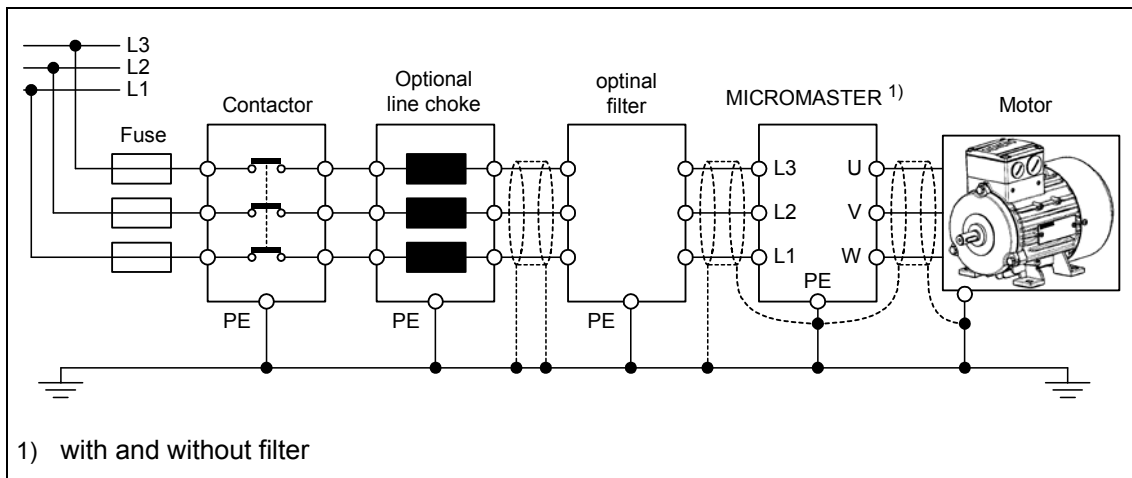 L3
L2
L1
Fuse
Contactor
Optional
line choke
optinal
filter
MICROMASTER 1)
Motor
L3
U
L2
V
L1
W
PE
PE
PE
PE
1) with and without filter